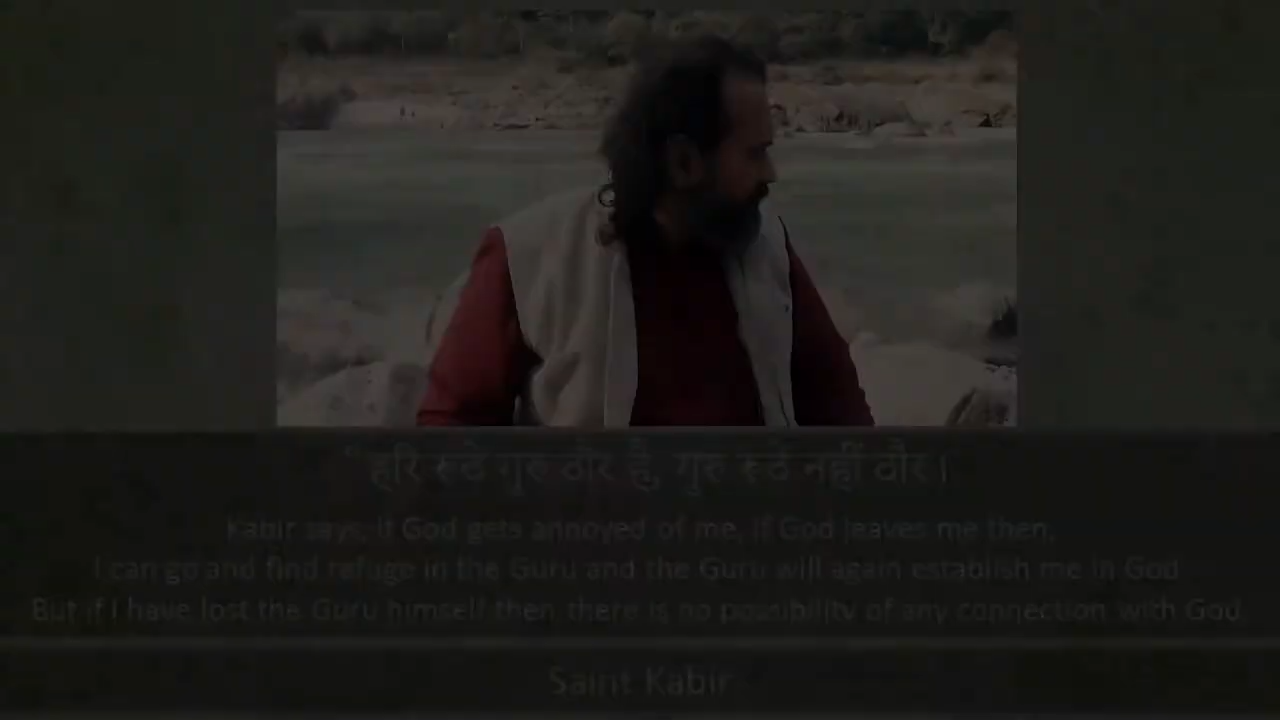 “हरि रूठे गुरु ठौर है, गुरु रूठे नहीं ठौर।
Kabir says, if God gets annoyed of me, if God leaves me then,
I can go and find refuge in the Guru and the Guru will again establish me in God
But if I have lost the Guru himself then there is no possibility of any connection with God
Saint Kabir